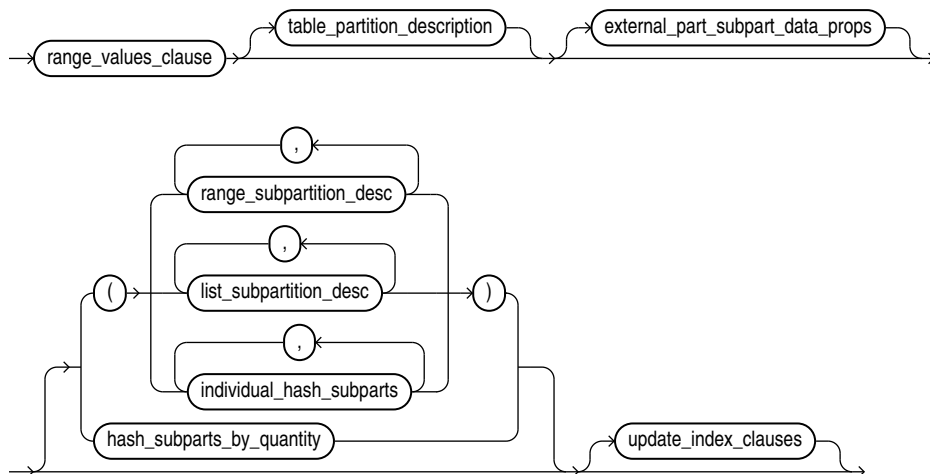 table_partition_description external_part_subpart_data_props
range_values_clause
,
range_subpartition_desc
,
( list_subpartition_desc )
,
individual_hash_subparts
hash_subparts_by_quantity update_index_clauses